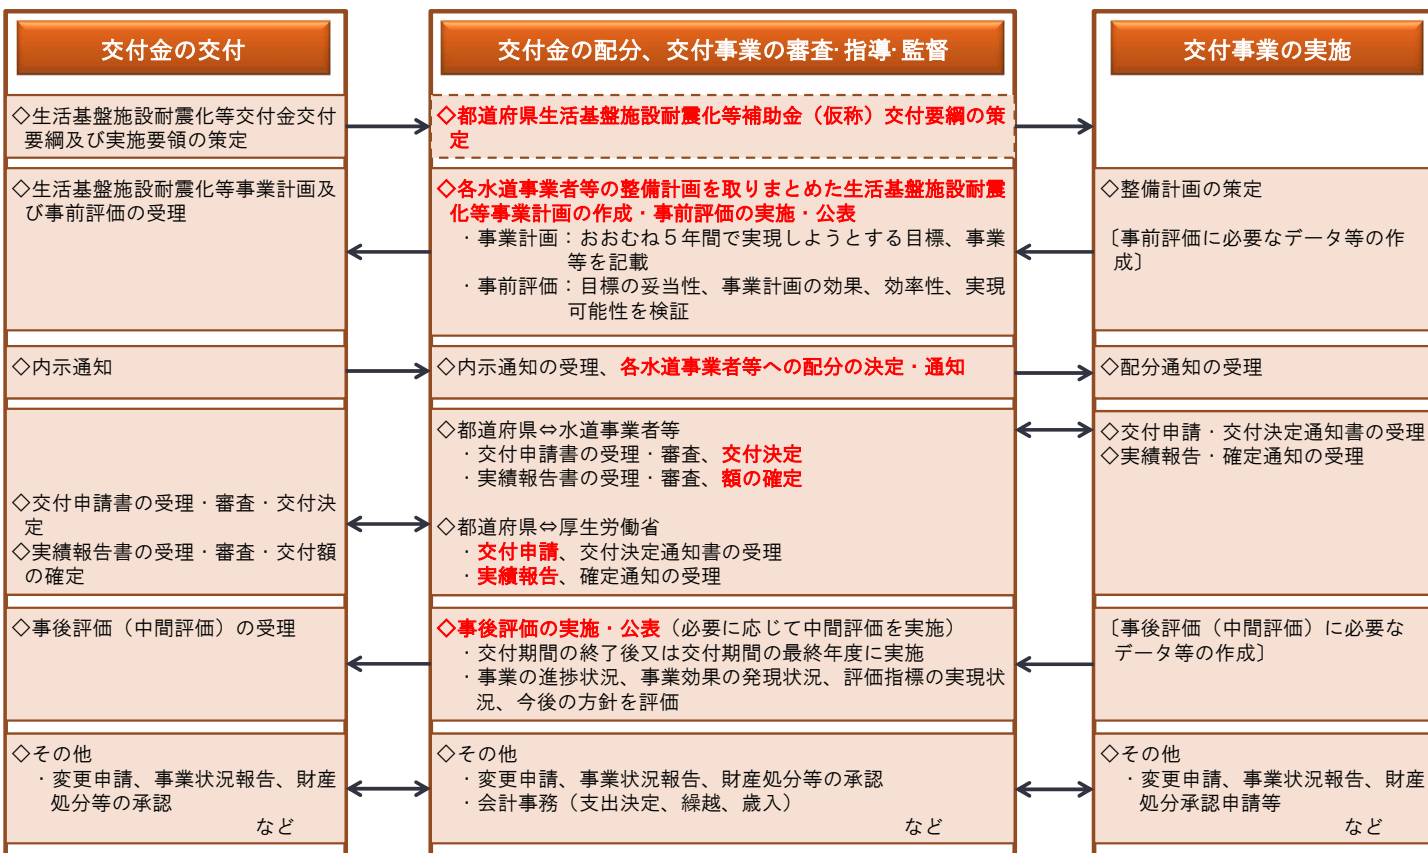 交付金の交付
◇生活基盤施設耐震化等交付金交付
要綱及び実施要領の策定
◇生活基盤施設耐震化等事業計画及
び事前評価の受理
◇内示通知
◇交付申請書の受理・審査・交付決
定
◇実績報告書の受理・審査・交付額
の確定
◇事後評価（中間評価）の受理
◇その他
・変更申請、事業状況報告、財産
処分等の承認
など
交付金の配分、交付事業の審査・指導・監督
◇都道府県生活基盤施設耐震化等補助金（仮称）交付要綱の策
定
◇各水道事業者等の整備計画を取りまとめた生活基盤施設耐震
化等事業計画の作成・事前評価の実施・公表
・事業計画：おおむね５年間で実現しようとする目標、事業
等を記載
・事前評価：目標の妥当性、事業計画の効果、効率性、実現
可能性を検証
◇内示通知の受理、各水道事業者等への配分の決定・通知
◇都道府県⇔水道事業者等
・交付申請書の受理・審査、交付決定
・実績報告書の受理・審査、額の確定
◇都道府県⇔厚生労働省
・交付申請、交付決定通知書の受理
・実績報告、確定通知の受理
◇事後評価の実施・公表（必要に応じて中間評価を実施）
・交付期間の終了後又は交付期間の最終年度に実施
・事業の進捗状況、事業効果の発現状況、評価指標の実現状
況、今後の方針を評価
◇その他
・変更申請、事業状況報告、財産処分等の承認
・会計事務（支出決定、繰越、歳入）
など
交付事業の実施
◇整備計画の策定
〔事前評価に必要なデータ等の作
成〕
◇配分通知の受理
◇交付申請・交付決定通知書の受理
◇実績報告・確定通知の受理
〔事後評価（中間評価）に必要な
データ等の作成〕
◇その他
・変更申請、事業状況報告、財産
処分承認申請等
など